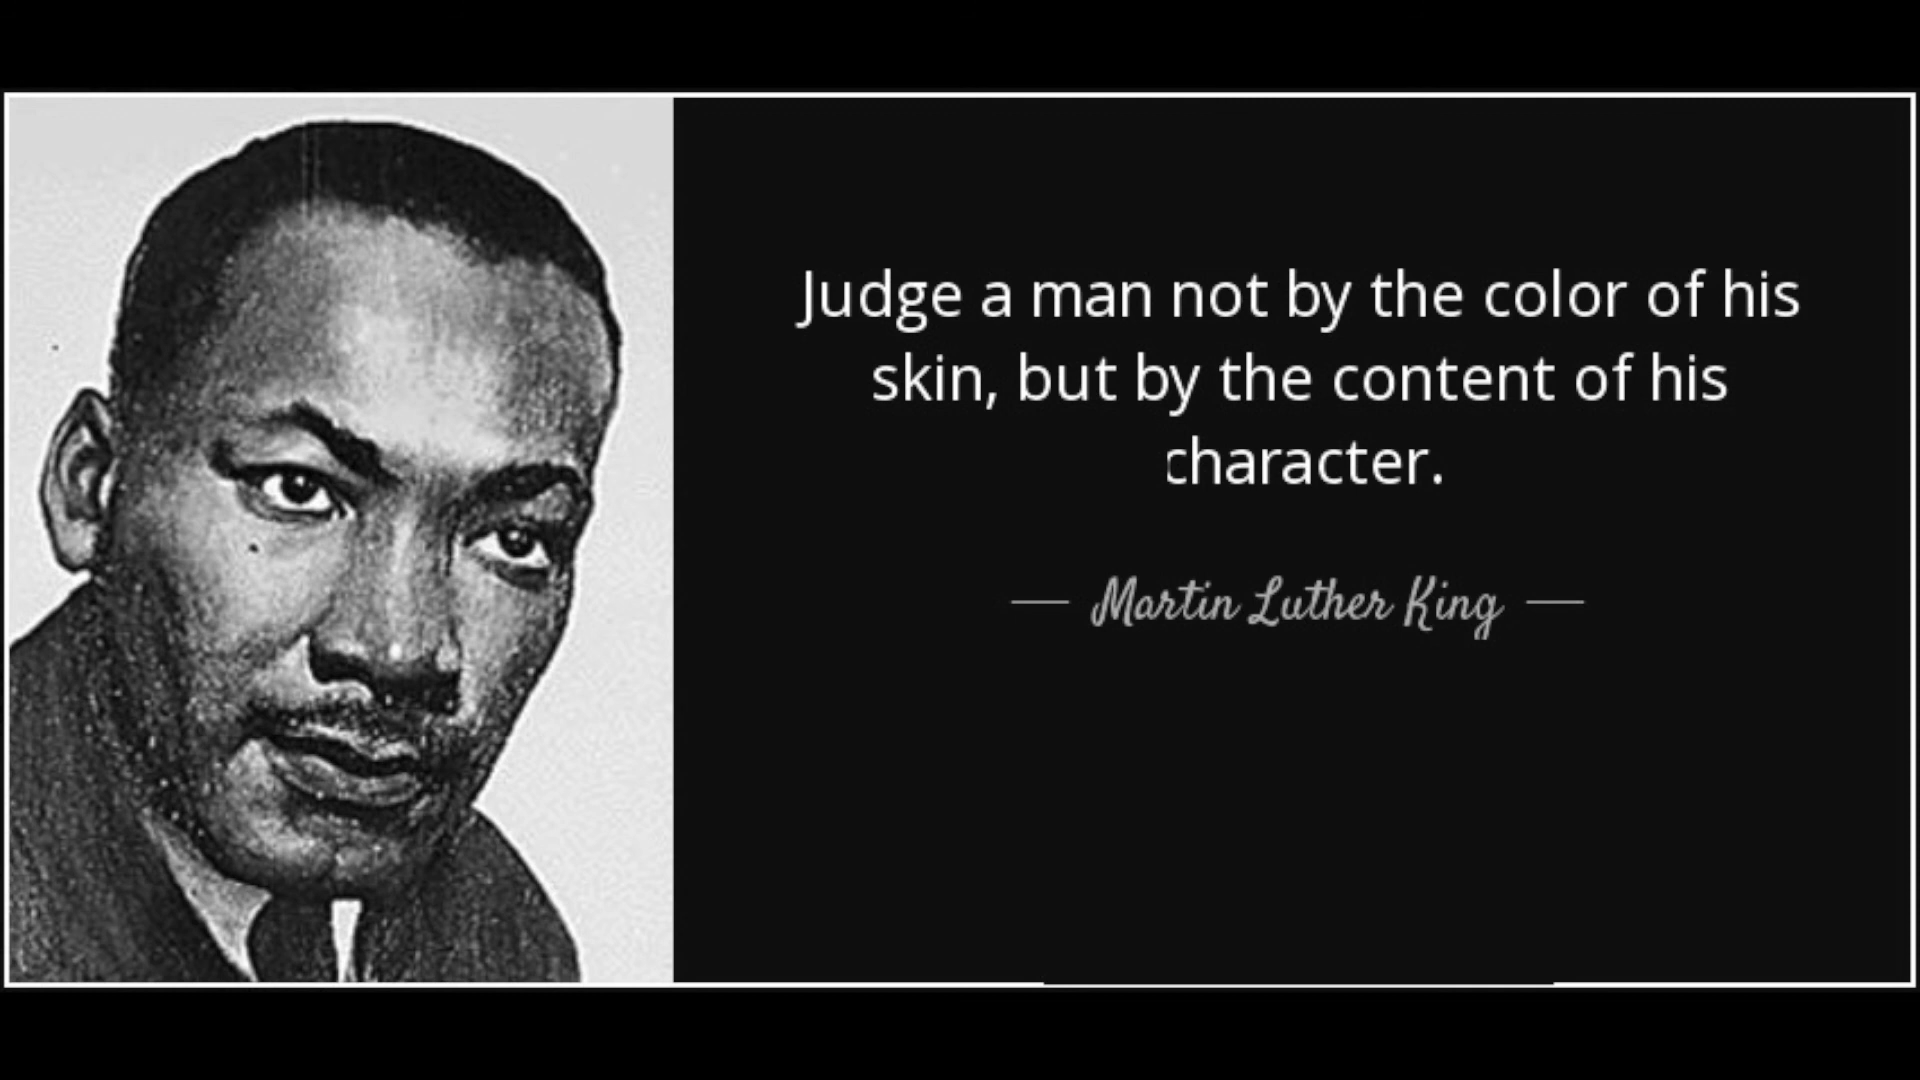 Judge a man not by the color of his
skin, but by the content of his
character.
— Martin Luther King —